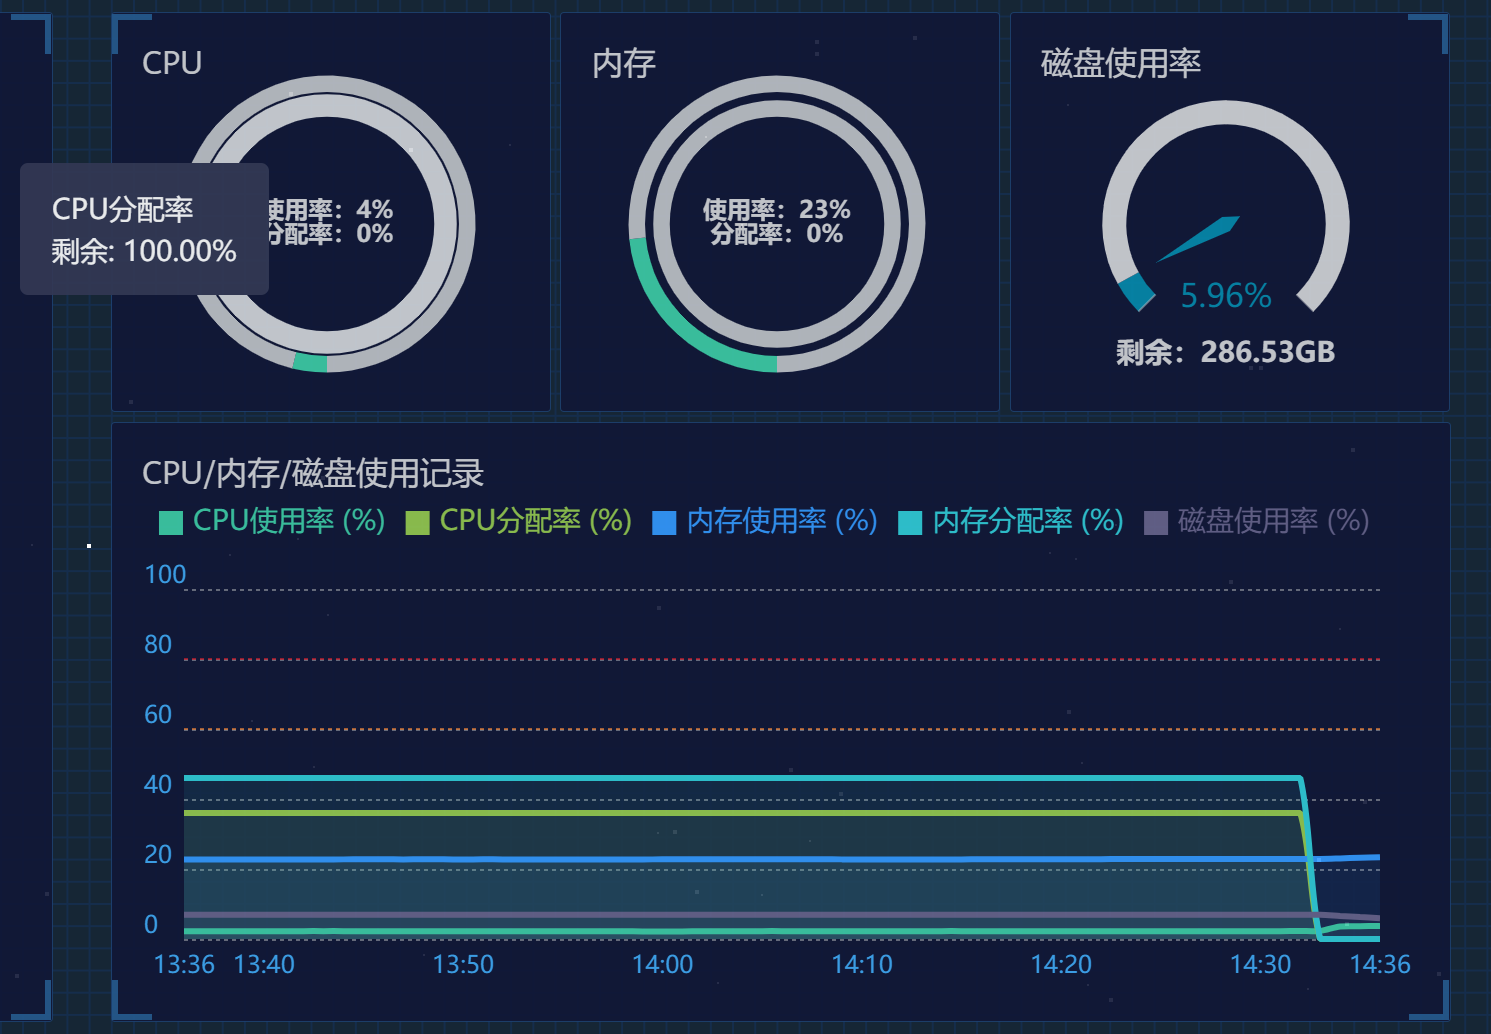 CPU
内存
磁盘使用率
CPU分配率
剩余: 100.00%
使用率：4%
分配率：0%
使用率：23%
分配率：0%
5.96%
剩余：286.53GB
CPU/内存/磁盘使用记录
CPU使用率 (%) CPU分配率 (%) 内存使用率 (%) 内存分配率 (%) 磁盘使用率 (%)
100
80
60
40
20
0
13:36 13:40 13:50 14:00 14:10 14:20 14:30 14:36